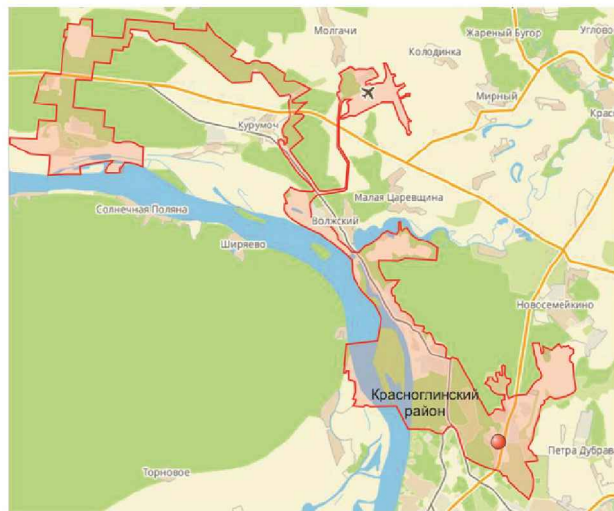 Молгачи
Жареный Бугор
Углово
Колодинка
Мирный
Курумоч
Малая Царевщина
Солнечная Поляна
Волжский
Ширяево
Новосемейкино
Красноглинский
район
Торновое
Петра Дубрава